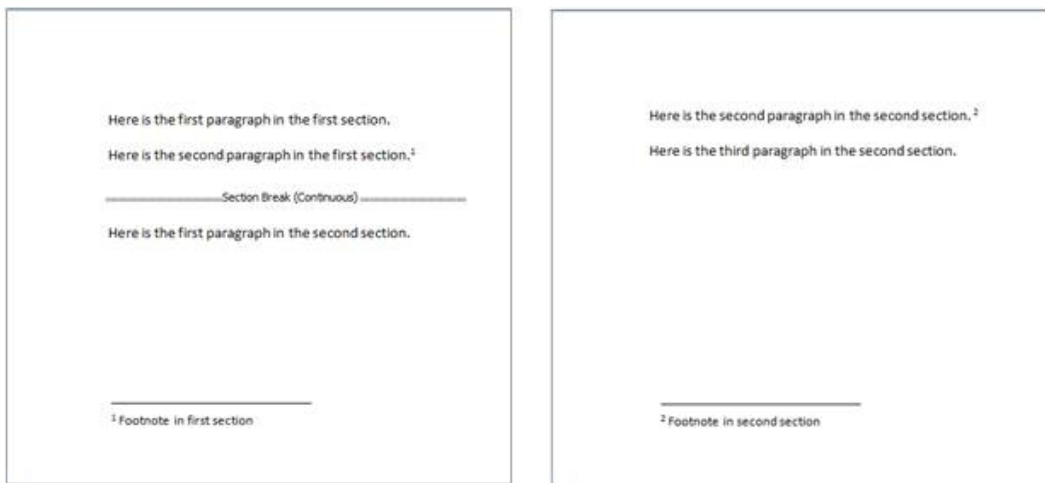 Here is the first paragraph in the first section.
Here is the second paragraph in the first section.¹
Section Break (Continuous)
Here is the first paragraph in the second section.
¹ Footnote in first section
Here is the second paragraph in the second section. ²
Here is the third paragraph in the second section.
² Footnote in second section